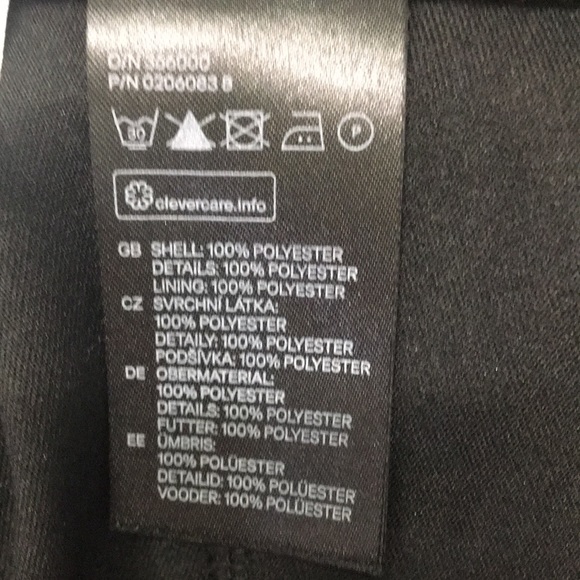 O/N 366000
P/N 0206083 B
30
P
clevercare.info
GB SHELL: 100% POLYESTER
DETAILS: 100% POLYESTER
LINING: 100% POLYESTER
CZ SVRCHNÍ LÁTKA:
100% POLYESTER
DETAILY: 100% POLYESTER
PODŠÍVKA: 100% POLYESTER
DE OBERMATERIAL:
100% POLYESTER
DETAILS: 100% POLYESTER
FUTTER: 100% POLYESTER
EE ÜMBRIS:
100% POLÜESTER
DETAILID: 100% POLÜESTER
VOODER: 100% POLÜESTER